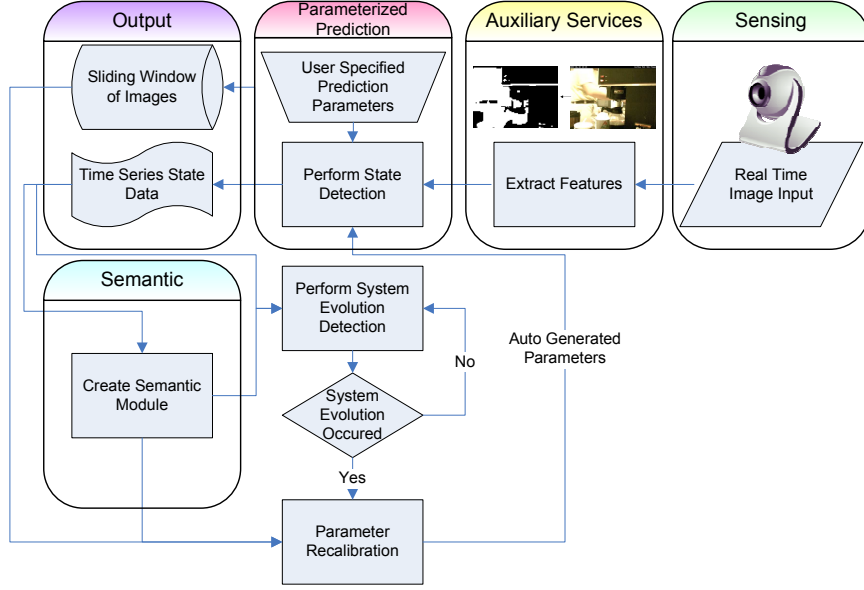 Output
Parameterized
Prediction
Auxiliary Services
Sensing
Sliding Window
of Images
User Specified
Prediction
Parameters
Time Series State
Data
Perform State
Detection
Extract Features
Real Time
Image Input
Semantic
Perform System
Evolution
Detection
Auto Generated
Parameters
No
Create Semantic
Module
System
Evolution
Occured
Yes
Parameter
Recalibration